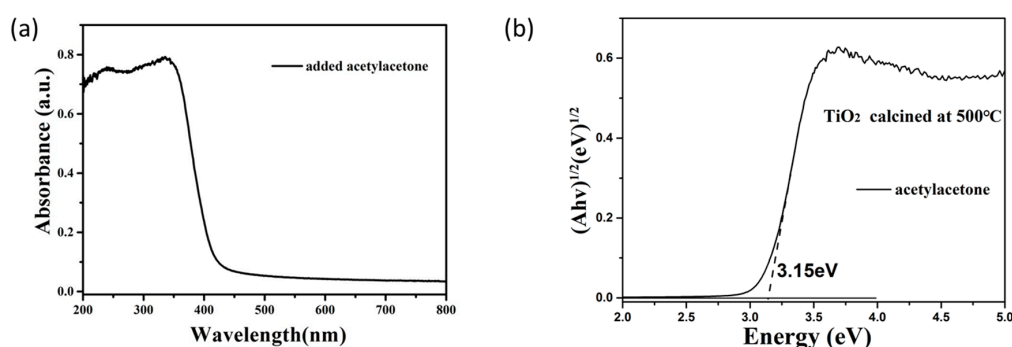 (a)
Absorbance (a.u.)
0.8
0.6
0.4
0.2
0.0
added acetylacetone
200 300 400 500 600 700 800
Wavelength(nm)
(b)
(Ahv)1/2(eV)1/2
0.6
0.4
0.2
0.0
TiO2 calcined at 500°C
acetylacetone
3.15eV
2.0 2.5 3.0 3.5 4.0 4.5 5.0
Energy (eV)